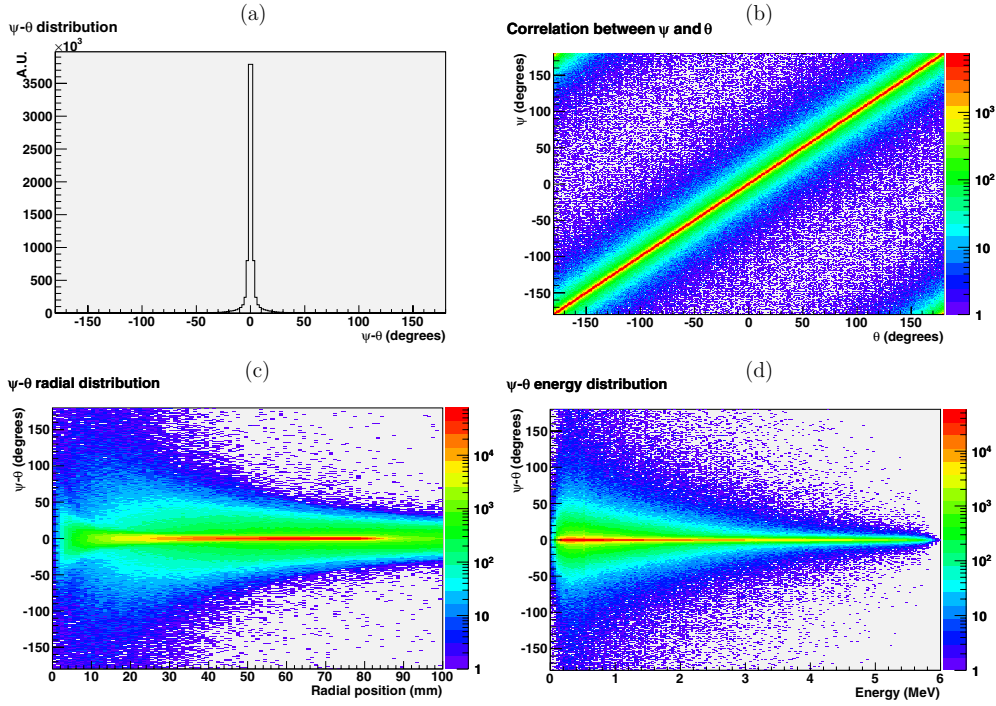 (a)
ψ-θ distribution
×10³
A.U.
3500
3000
2500
2000
1500
1000
500
0
-150 -100 -50 0 50 100 150
ψ-θ (degrees)
(b)
Correlation between ψ and θ
ψ (degrees)
150
100
50
0
-50
-100
-150
-150 -100 -50 0 50 100 150
θ (degrees)
10³
10²
10
1
(c)
ψ-θ radial distribution
ψ-θ (degrees)
150
100
50
0
-50
-100
-150
0 10 20 30 40 50 60 70 80 90 100
Radial position (mm)
10⁴
10³
10²
10
1
(d)
ψ-θ energy distribution
ψ-θ (degrees)
150
100
50
0
-50
-100
-150
0 1 2 3 4 5 6
Energy (MeV)
10⁴
10³
10²
10
1